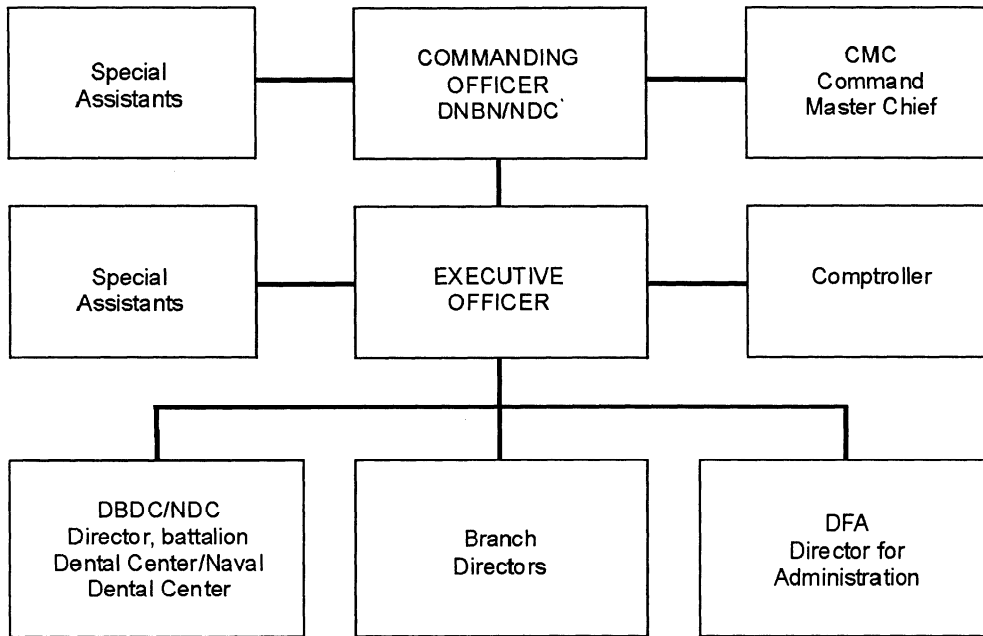 Special
Assistants
COMMANDING
OFFICER
DNBN/NDC
CMC
Command
Master Chief
Special
Assistants
EXECUTIVE
OFFICER
Comptroller
DBDC/NDC
Director, battalion
Dental Center/Naval
Dental Center
Branch
Directors
DFA
Director for
Administration